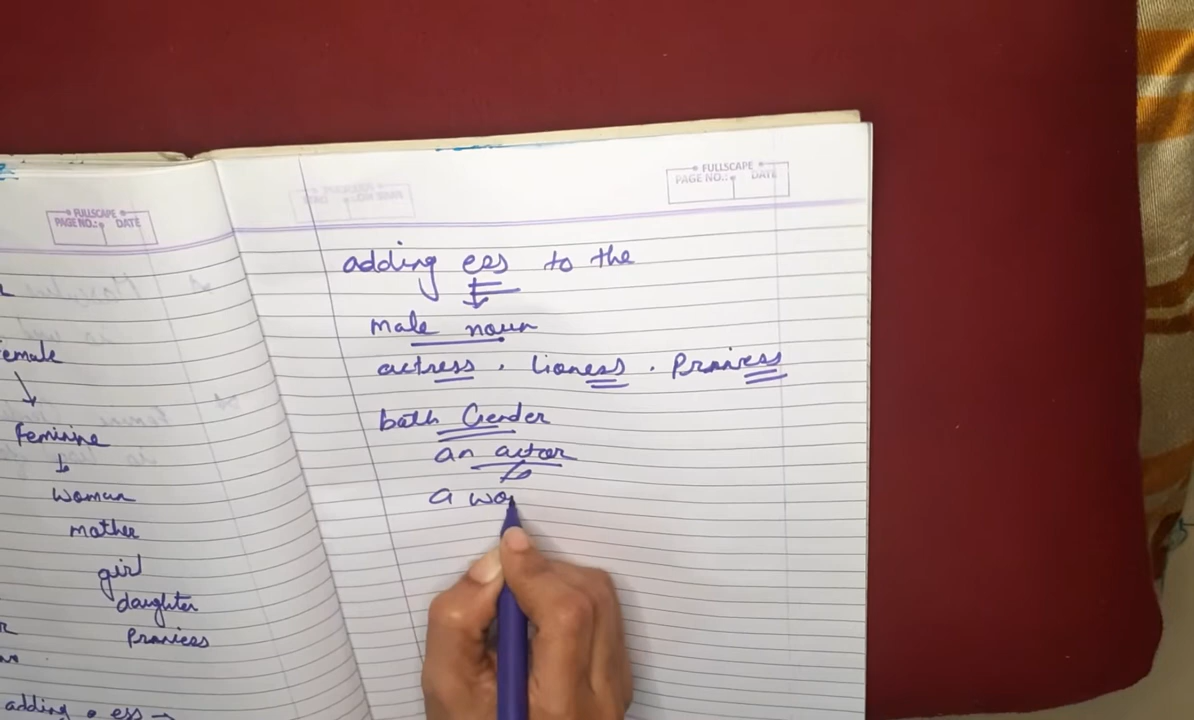 FULLSCAPE
PAGE NO.: DATE
emale
Feminine
Woman
mother
girl
daughter
Princess
adding . ess →
FULLSCAPE
PAGE NO.: DATE
adding ess to the
male noun
actress . lioness . Princess
both Gender
an actor
a wo